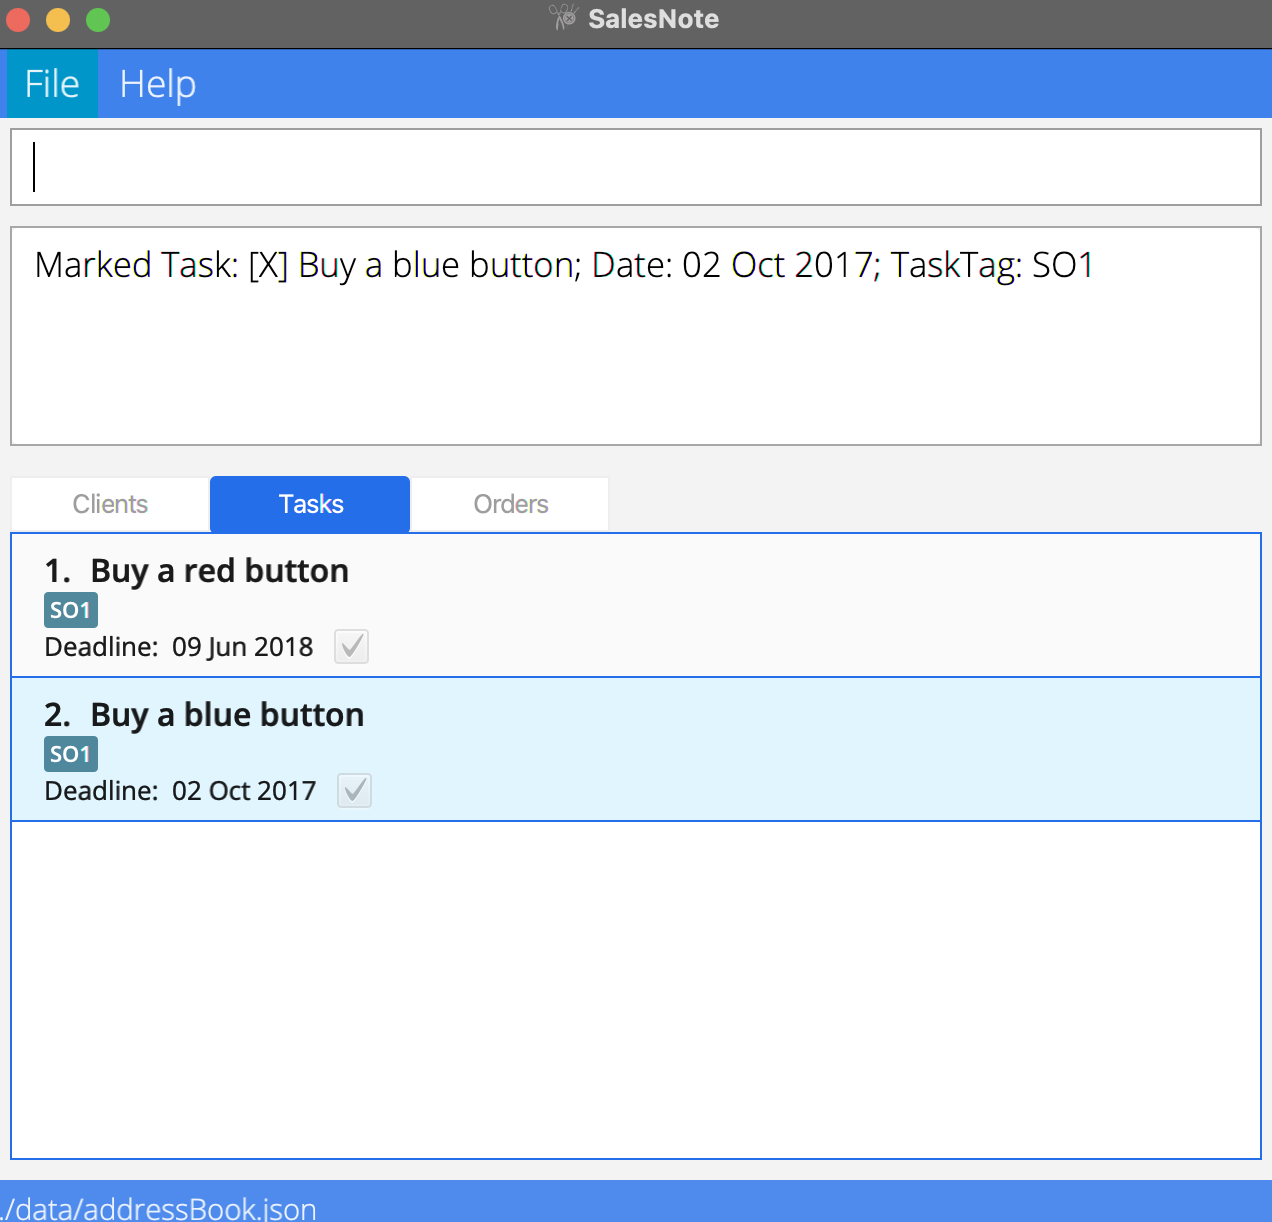 SalesNote
File Help
Marked Task: [X] Buy a blue button; Date: 02 Oct 2017; TaskTag: SO1
Clients Tasks Orders
1. Buy a red button
SO1
Deadline: 09 Jun 2018
2. Buy a blue button
SO1
Deadline: 02 Oct 2017
./data/addressBook.json